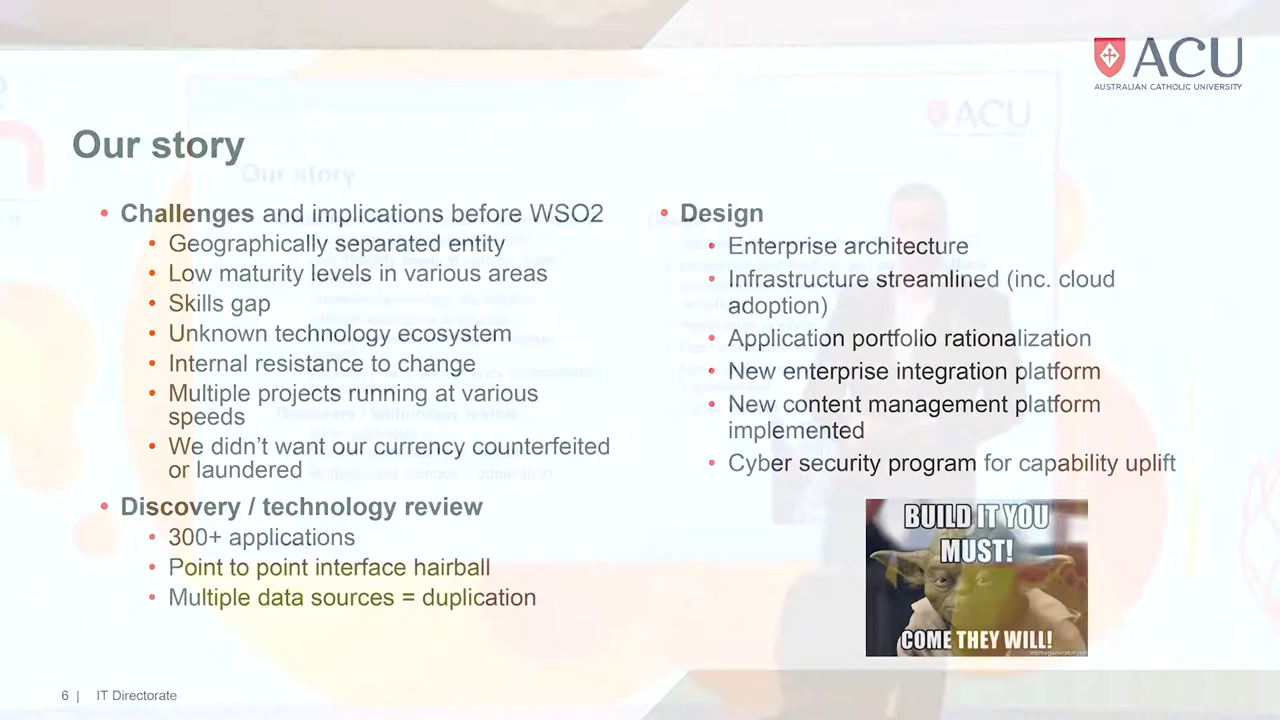 ACU
AUSTRALIAN CATHOLIC UNIVERSITY
ACU
Our story
Our story
• Challenges and implications before WSO2
• Geographically separated entity
• Low maturity levels in various areas
• Skills gap
• Unknown technology ecosystem
• Internal resistance to change
• Multiple projects running at various
speeds
• We didn't want our currency counterfeited
or laundered
• Discovery / technology review
• 300+ applications
• Point to point interface hairball
• Multiple data sources = duplication
• Design
• Enterprise architecture
• Infrastructure streamlined (inc. cloud
adoption)
• Application portfolio rationalization
• New enterprise integration platform
• New content management platform
implemented
• Cyber security program for capability uplift
BUILD IT YOU
MUST!
COME THEY WILL!
6 | IT Directorate